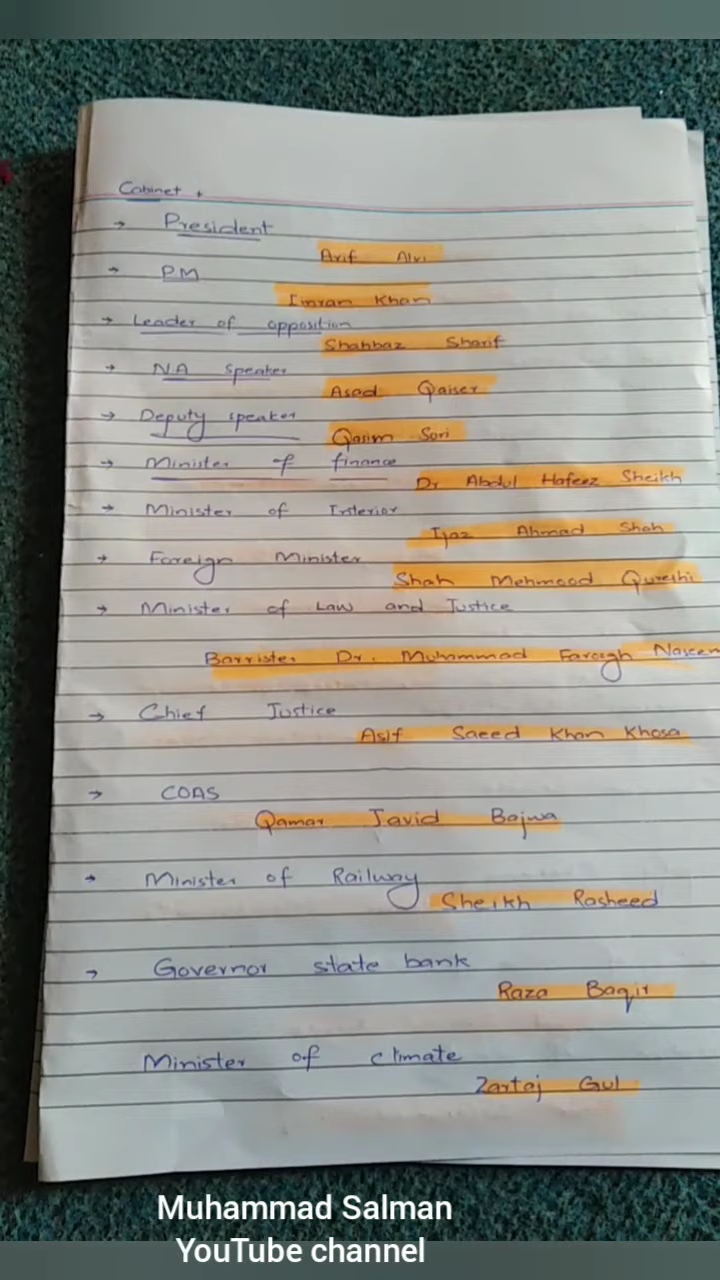 Cabinet
→ President
Arif Alvi
→ PM
Imran Khan
→ Leader of opposition
Shahbaz Sharif
→ NA speaker
Asad Qaiser
→ Deputy speaker
Qasim Sori
→ Minister of finance
Dr Abdul Hafeez Sheikh
→ Minister of Interior
Ijaz Ahmad Shah
→ Foreign Minister
Shah Mehmood Qureshi
→ Minister of Law and Justice
Barrister Dr. Muhammad Farogh Naseem
→ Chief Justice
Asif Saeed Khan Khosa
→ COAS
Qamar Javid Bajwa
→ Minister of Railway
Sheikh Rasheed
→ Governor state bank
Raza Baqir
Minister of climate
Zartaj Gul
Muhammad Salman
YouTube channel